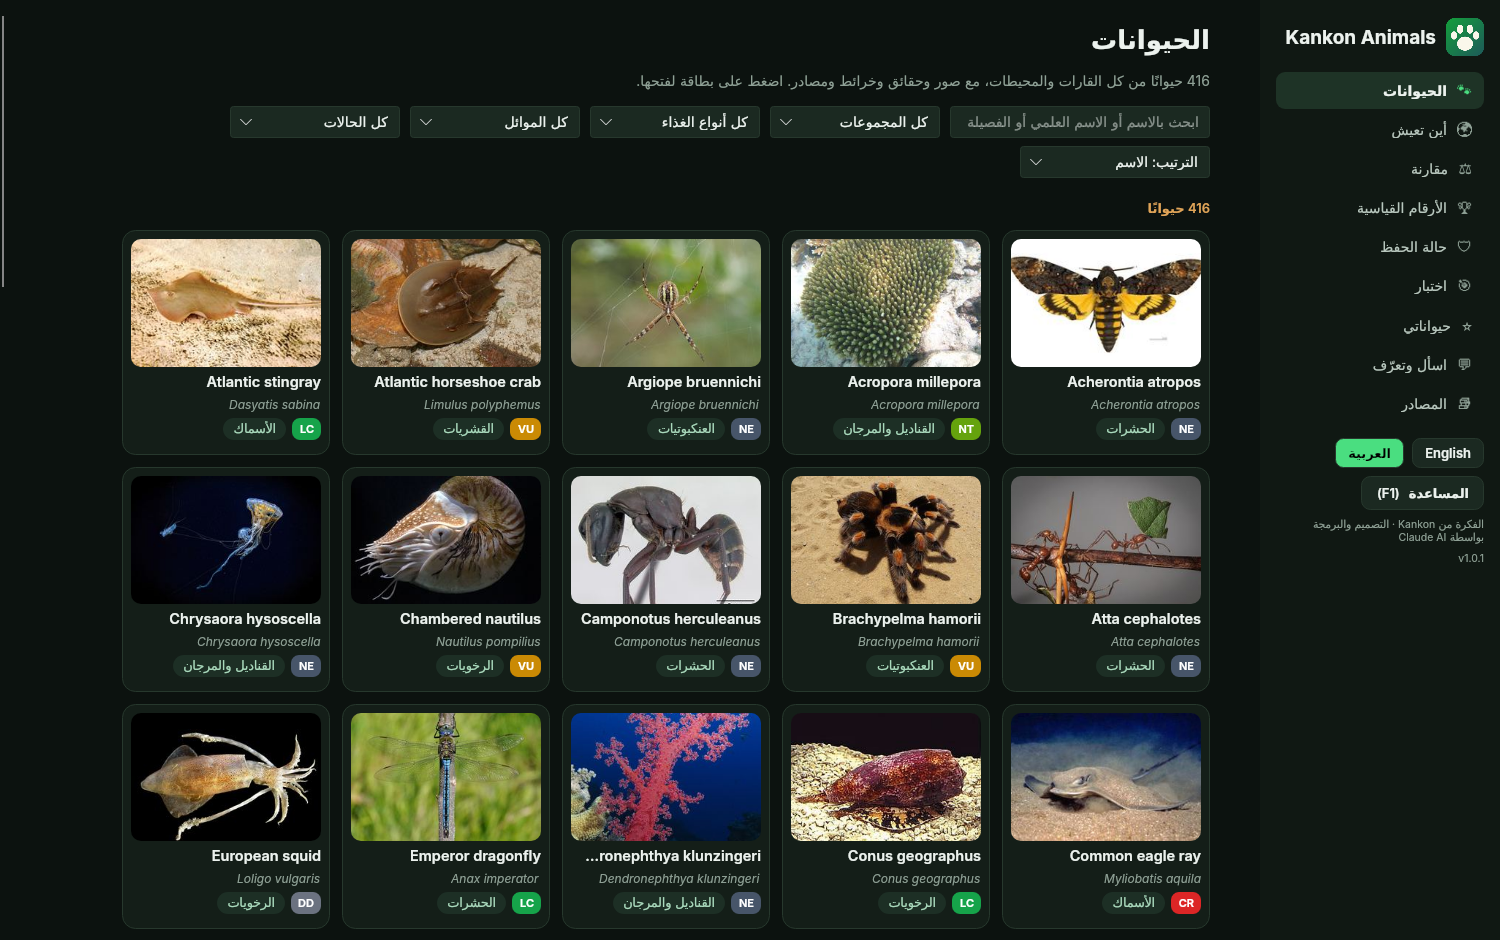 Kankon Animals
الحيوانات
أين تعيش
مقارنة
الأرقام القياسية
حالة الحفظ
اختبار
حيواناتي
اسأل وتعرّف
المصادر
English
العربية
المساعدة (F1)
الفكرة من Kankon · التصميم والبرمجة
بواسطة Claude AI
v1.0.1
الحيوانات
416 حيوانًا من كل القارات والمحيطات، مع صور وحقائق وخرائط ومصادر. اضغط على بطاقة لفتحها.
ابحث بالاسم أو الاسم العلمي أو الفصيلة
كل المجموعات
كل أنواع الغذاء
كل الموائل
كل الحالات
الترتيب: الاسم
416 حيوانًا
Acherontia atropos
Acherontia atropos
NE الحشرات
Acropora millepora
Acropora millepora
NT القناديل والمرجان
Argiope bruennichi
Argiope bruennichi
NE العنكبوتيات
Atlantic horseshoe crab
Limulus polyphemus
VU القشريات
Atlantic stingray
Dasyatis sabina
LC الأسماك
Atta cephalotes
Atta cephalotes
NE الحشرات
Brachypelma hamorii
Brachypelma hamorii
VU العنكبوتيات
Camponotus herculeanus
Camponotus herculeanus
NE الحشرات
Chambered nautilus
Nautilus pompilius
VU الرخويات
Chrysaora hysoscella
Chrysaora hysoscella
NE القناديل والمرجان
Common eagle ray
Myliobatis aquila
CR الأسماك
Conus geographus
Conus geographus
LC الرخويات
...ronephthya klunzingeri
Dendronephthya klunzingeri
NE القناديل والمرجان
Emperor dragonfly
Anax imperator
LC الحشرات
European squid
Loligo vulgaris
DD الرخويات